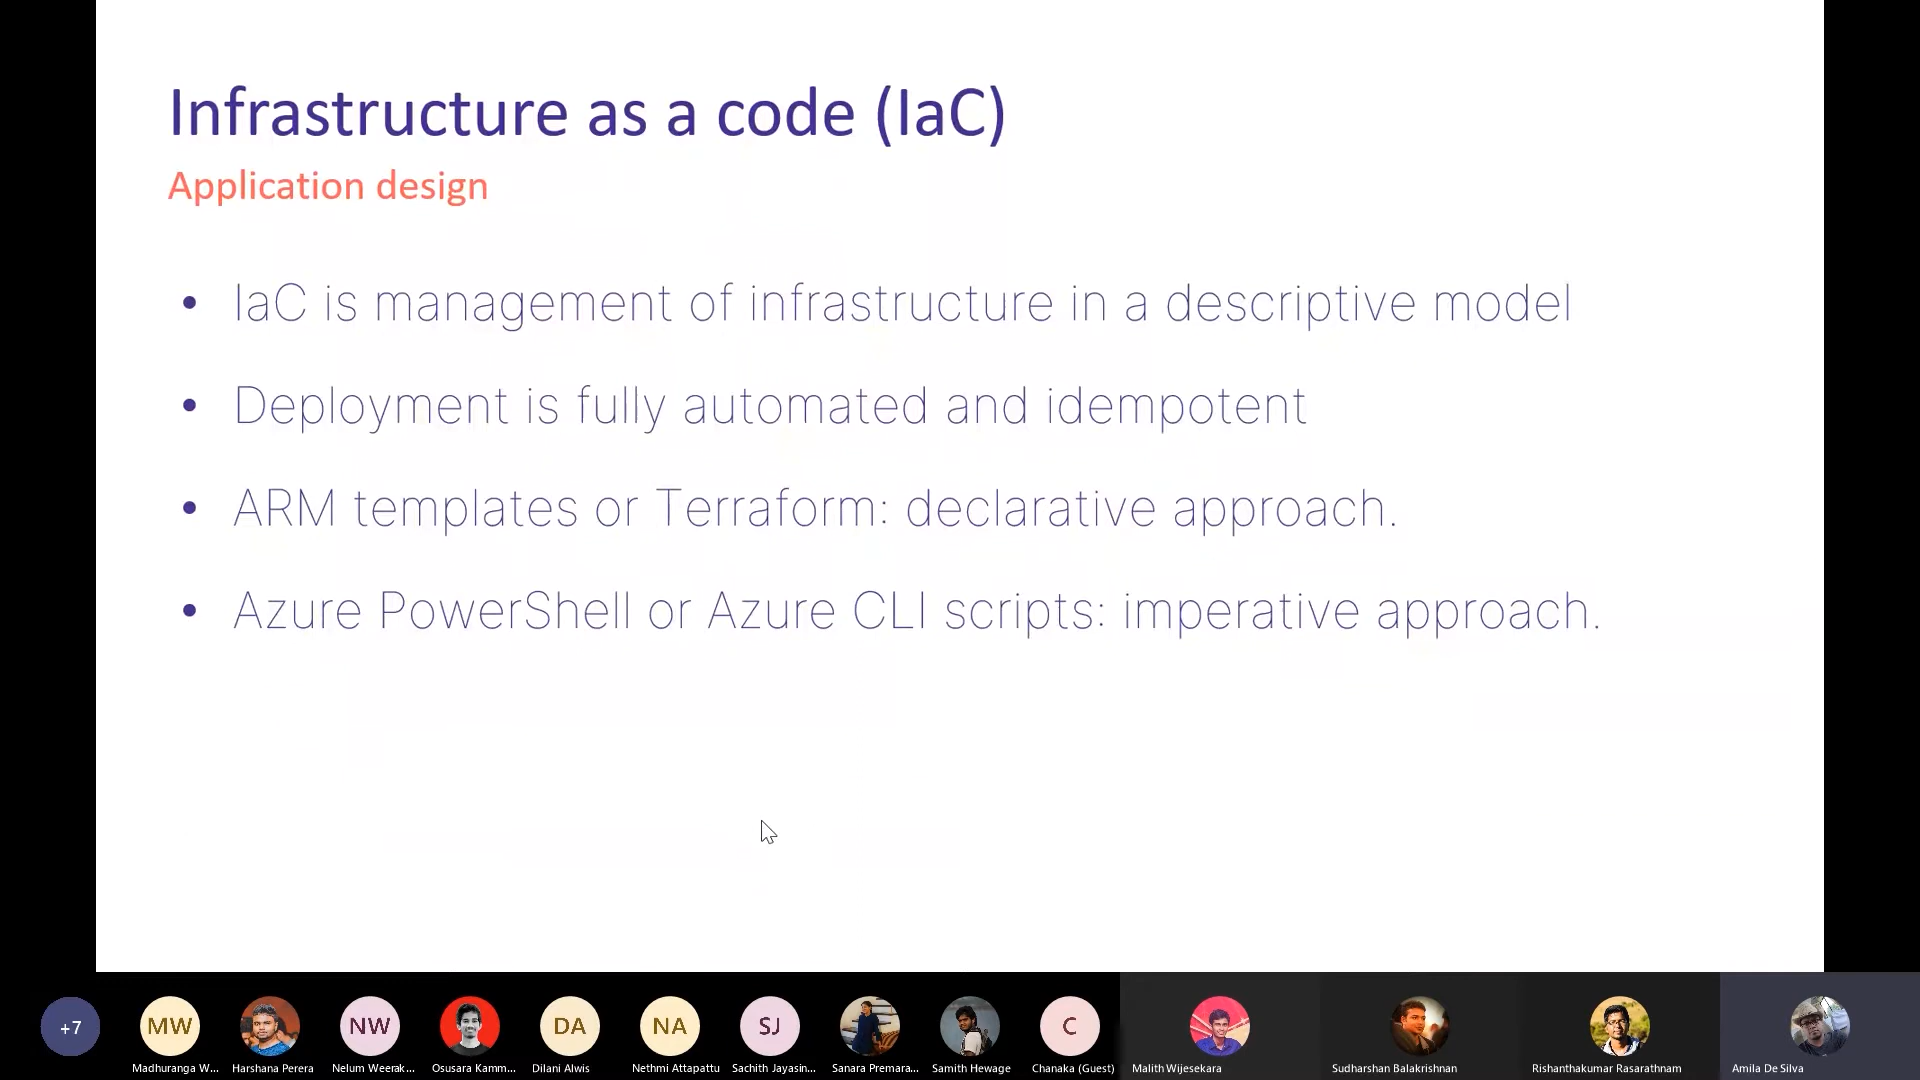 Infrastructure as a code (IaC)
Application design
• IaC is management of infrastructure in a descriptive model
• Deployment is fully automated and idempotent
• ARM templates or Terraform: declarative approach.
• Azure PowerShell or Azure CLI scripts: imperative approach.
+7
MW
NW
DA
NA
SJ
C
Madhuranga W...
Harshana Perera
Nelum Weerak...
Osusara Kamm...
Dilani Alwis
Nethmi Attapattu
Sachith Jayasin...
Sanara Premara...
Samith Hewage
Chanaka (Guest)
Malith Wijesekara
Sudharshan Balakrishnan
Rishanthakumar Rasarathnam
Amila De Silva